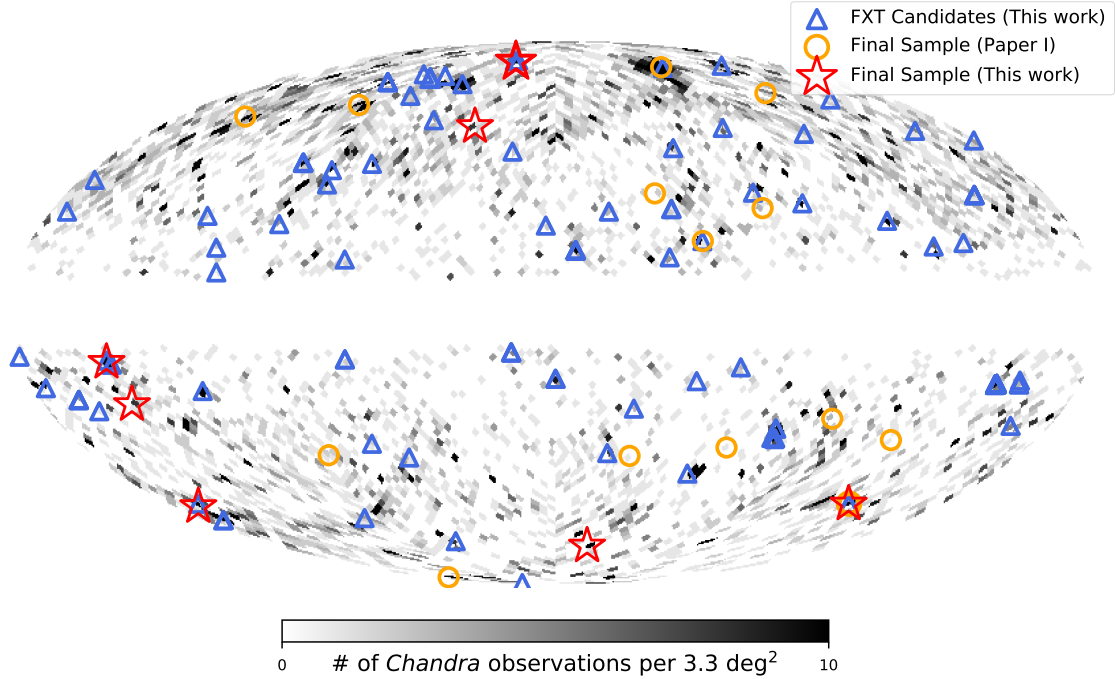 FXT Candidates (This work)
Final Sample (Paper I)
Final Sample (This work)
0 # of Chandra observations per 3.3 deg² 10